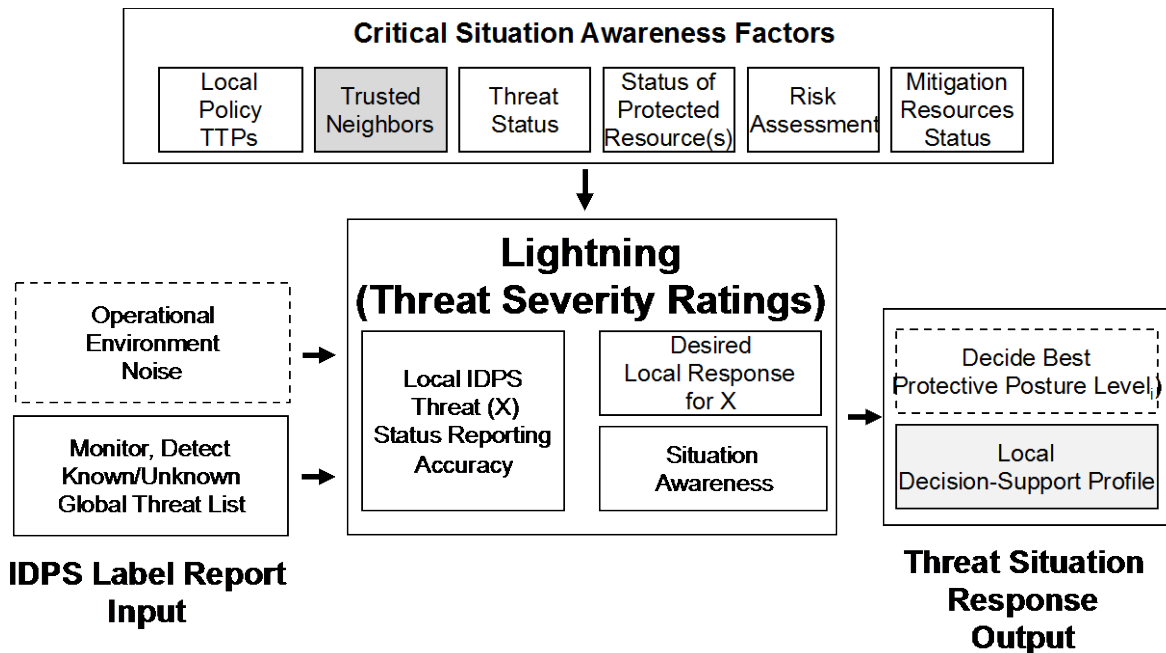 Critical Situation Awareness Factors
Local
Policy
TTPs
Trusted
Neighbors
Threat
Status
Status of
Protected
Resource(s)
Risk
Assessment
Mitigation
Resources
Status
Lightning
(Threat Severity Ratings)
Operational
Environment
Noise
Monitor, Detect
Known/Unknown
Global Threat List
IDPS Label Report
Input
Local IDPS
Threat (X)
Status Reporting
Accuracy
Desired
Local Response
for X
Situation
Awareness
Decide Best
Protective Posture Level¡)
Local
Decision-Support Profile
Threat Situation
Response
Output